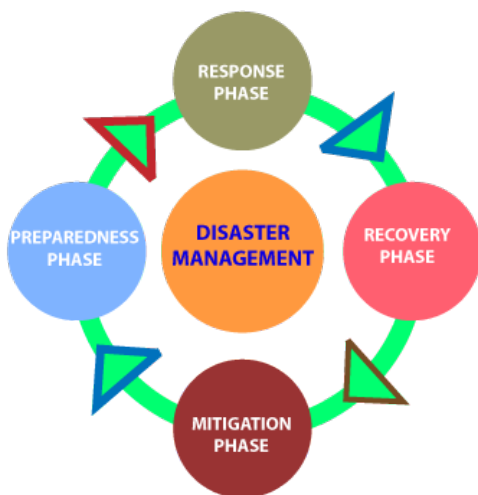 RESPONSE
PHASE
PREPAREDNESS
PHASE
DISASTER
MANAGEMENT
RECOVERY
PHASE
MITIGATION
PHASE